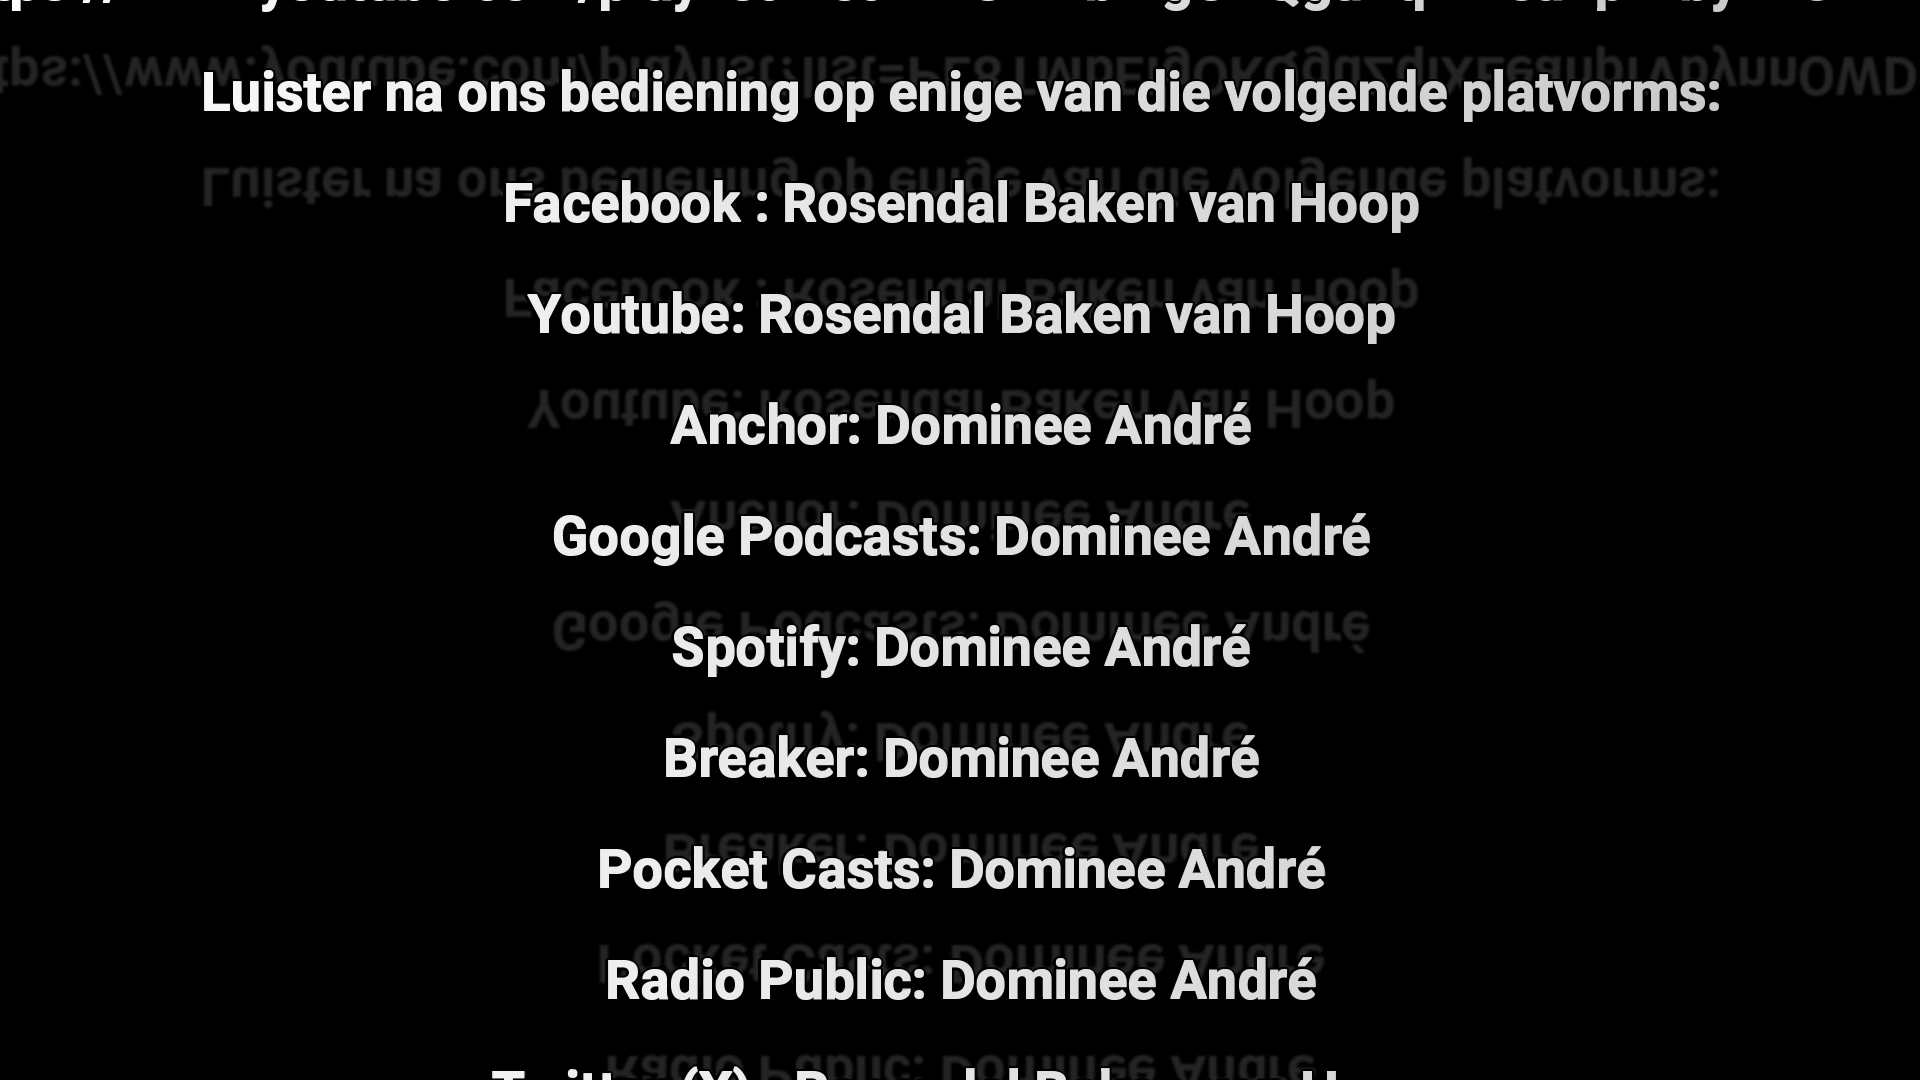 Luister na ons bediening op enige van die volgende platvorms:
Facebook : Rosendal Baken van Hoop
Youtube: Rosendal Baken van Hoop
Anchor: Dominee André
Google Podcasts: Dominee André
Spotify: Dominee André
Breaker: Dominee André
Pocket Casts: Dominee André
Radio Public: Dominee André